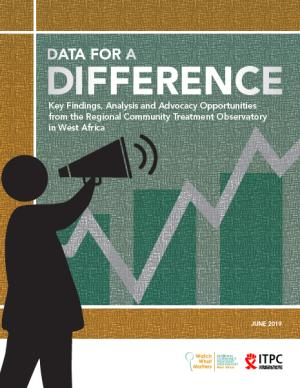 DATA FOR A
DIFFERENCE
Key Findings, Analysis and Advocacy Opportunities
from the Regional Community Treatment Observatory
in West Africa
JUNE 2019
Watch
What
Matters
ITPC